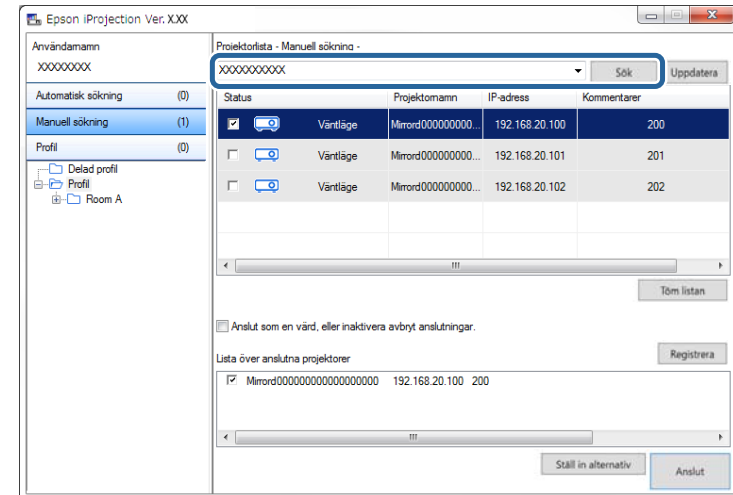 Epson iProjection Ver. X.XX
Användarnamn
XXXXXXXX
Automatisk sökning (0)
Manuell sökning (1)
Profil (0)
Delad profil
Profil
Room A
Projektorlista - Manuell sökning -
XXXXXXXXXX Sök Uppdatera
Status Projektornamn IP-adress Kommentarer
Väntläge Mirrord000000000... 192.168.20.100 200
Väntläge Mirrord000000000... 192.168.20.101 201
Väntläge Mirrord000000000... 192.168.20.102 202
Töm listan
Anslut som en värd, eller inaktivera avbryt anslutningar.
Lista över anslutna projektorer Registrera
Mirrord000000000000000000 192.168.20.100 200
Ställ in alternativ Anslut